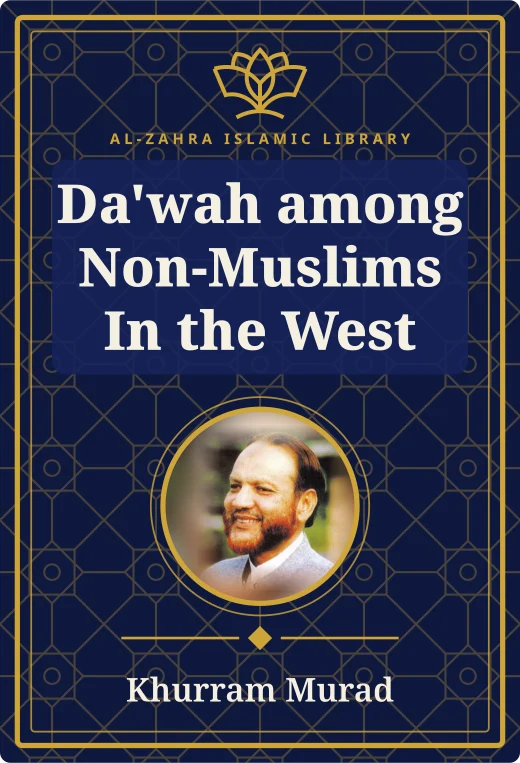 AL-ZAHRA ISLAMIC LIBRARY
Da'wah among
Non-Muslims
In the West
Khurram Murad